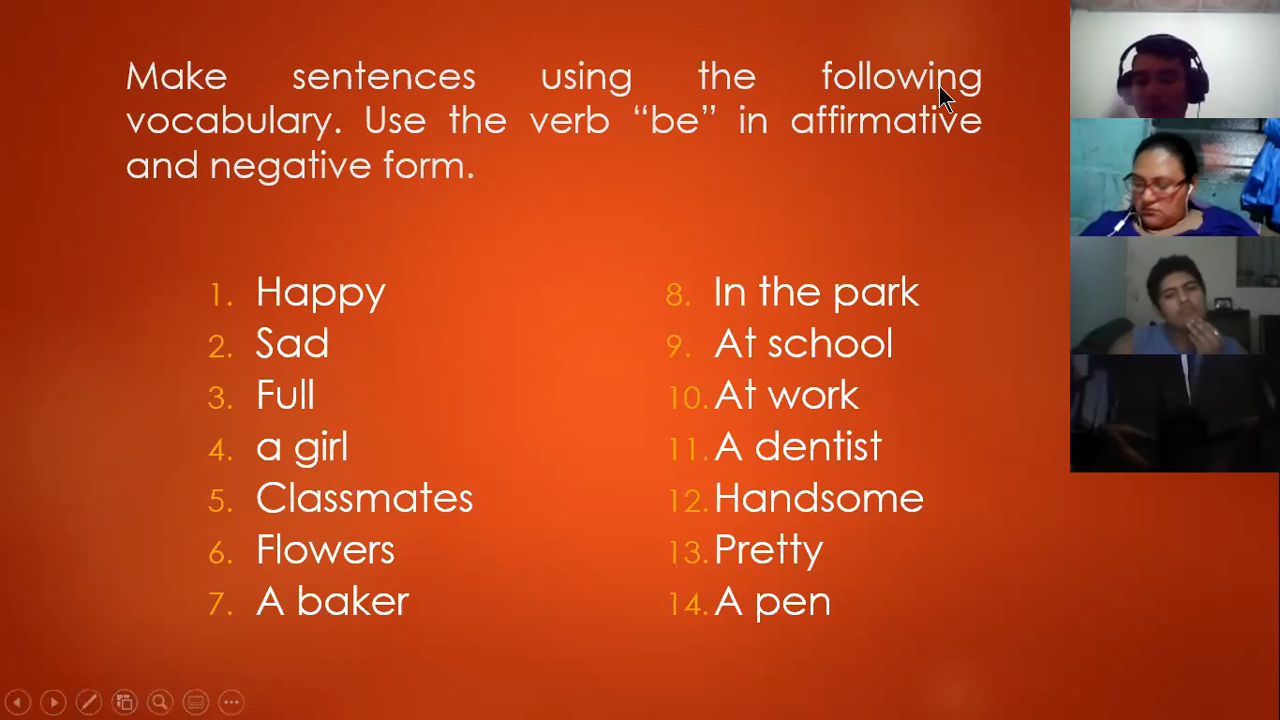 Make sentences using the following
vocabulary. Use the verb “be” in affirmative
and negative form.
1. Happy
2. Sad
3. Full
4. a girl
5. Classmates
6. Flowers
7. A baker
8. In the park
9. At school
10. At work
11. A dentist
12. Handsome
13. Pretty
14. A pen